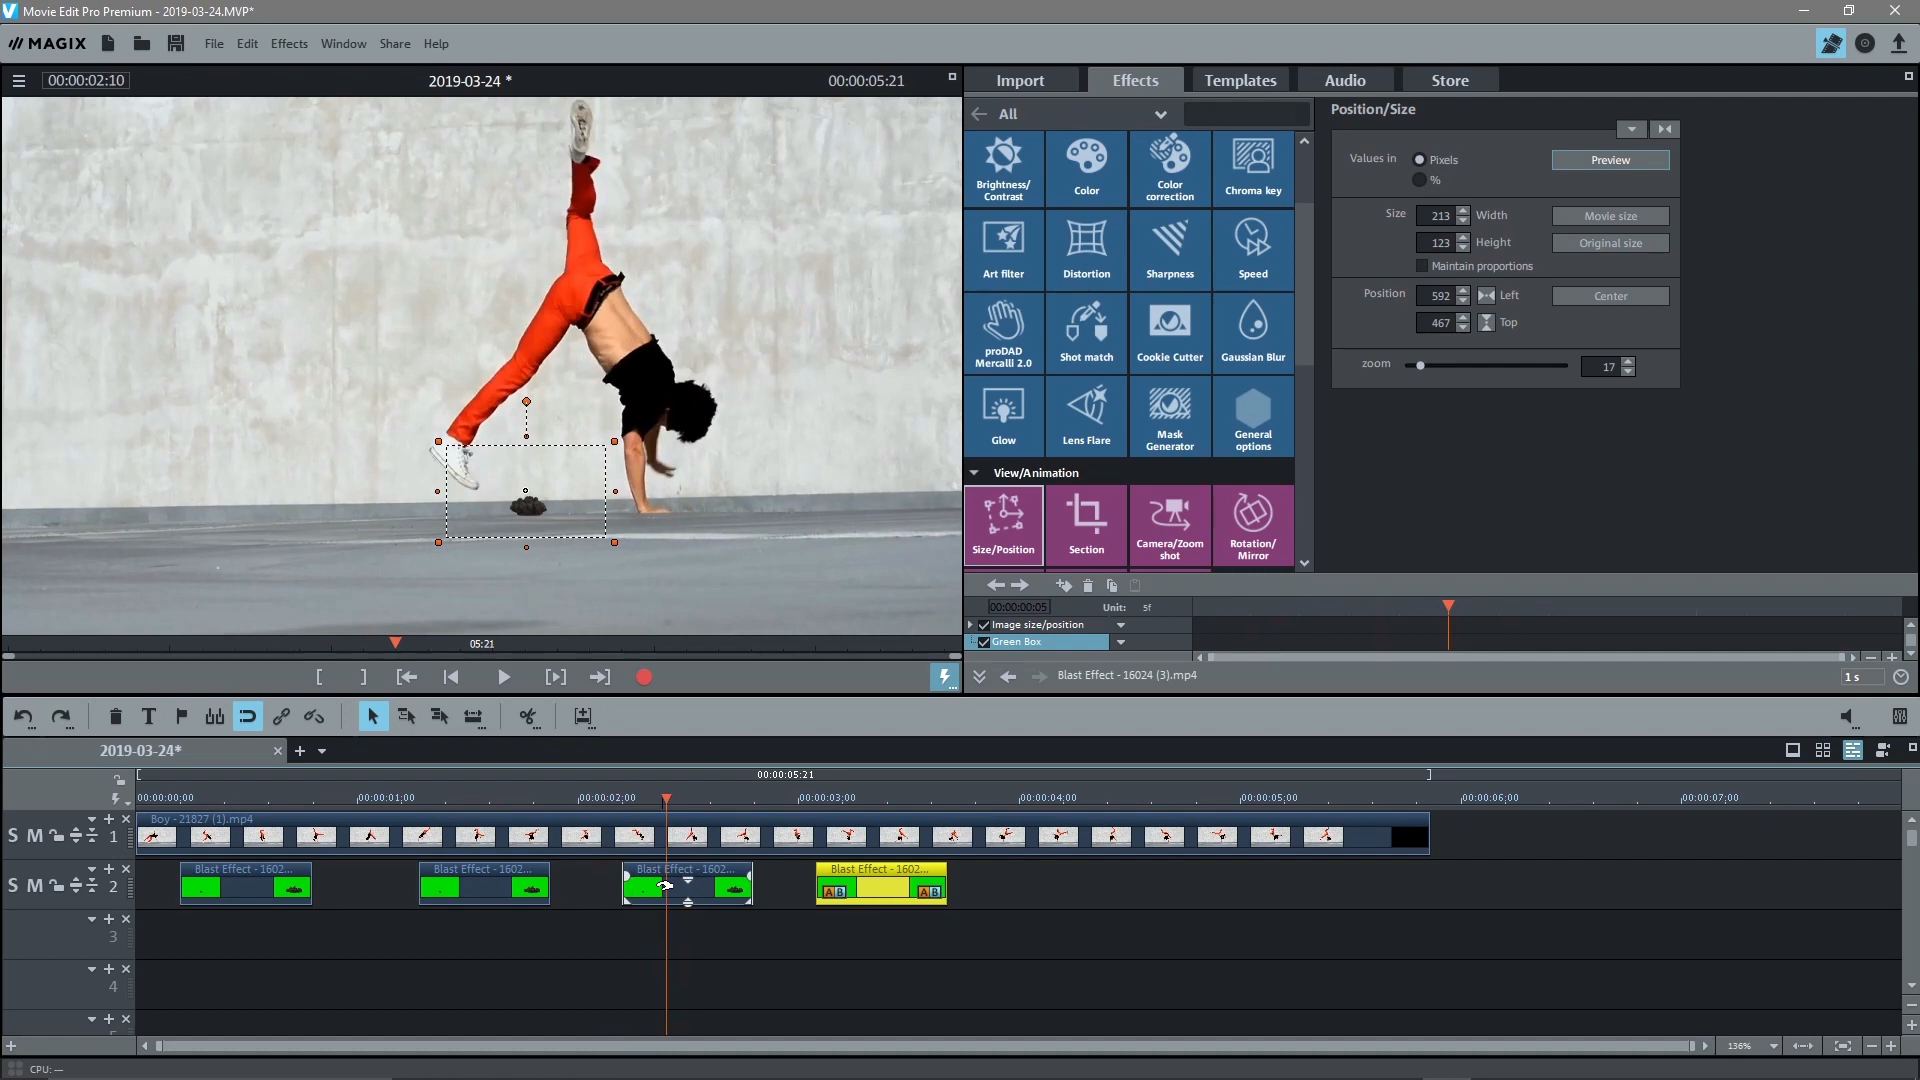 Movie Edit Pro Premium - 2019-03-24.MVP*
MAGIX File Edit Effects Window Share Help
00:00:02:10 2019-03-24 * 00:00:05:21
Import Effects Templates Audio Store
All
Position/Size
Brightness/
Contrast
Color
Color
correction
Chroma key
Art filter
Distortion
Sharpness
Speed
proDAD
Mercalli 2.0
Shot match
Cookie Cutter
Gaussian Blur
Glow
Lens Flare
Mask
Generator
General
options
View/Animation
Size/Position
Section
Camera/Zoom
shot
Rotation/
Mirror
Values in Pixels Preview
%
Size 213 Width Movie size
123 Height Original size
Maintain proportions
Position 592 Left Center
467 Top
zoom 17
00:00:00:05 Unit: 5f
Image size/position
Green Box
Blast Effect - 16024 (3).mp4 1 s
05:21
2019-03-24*
00:00:05:21
00:00:00;00 00:00:01;00 00:00:02;00 00:00:03;00 00:00:04;00 00:00:05;00 00:00:06;00 00:00:07;00
Boy - 21827 (1).mp4
S M 1
Blast Effect - 1602... Blast Effect - 1602... Blast Effect - 1602... Blast Effect - 1602...
S M 2
A B A B
3
4
136%
CPU: —